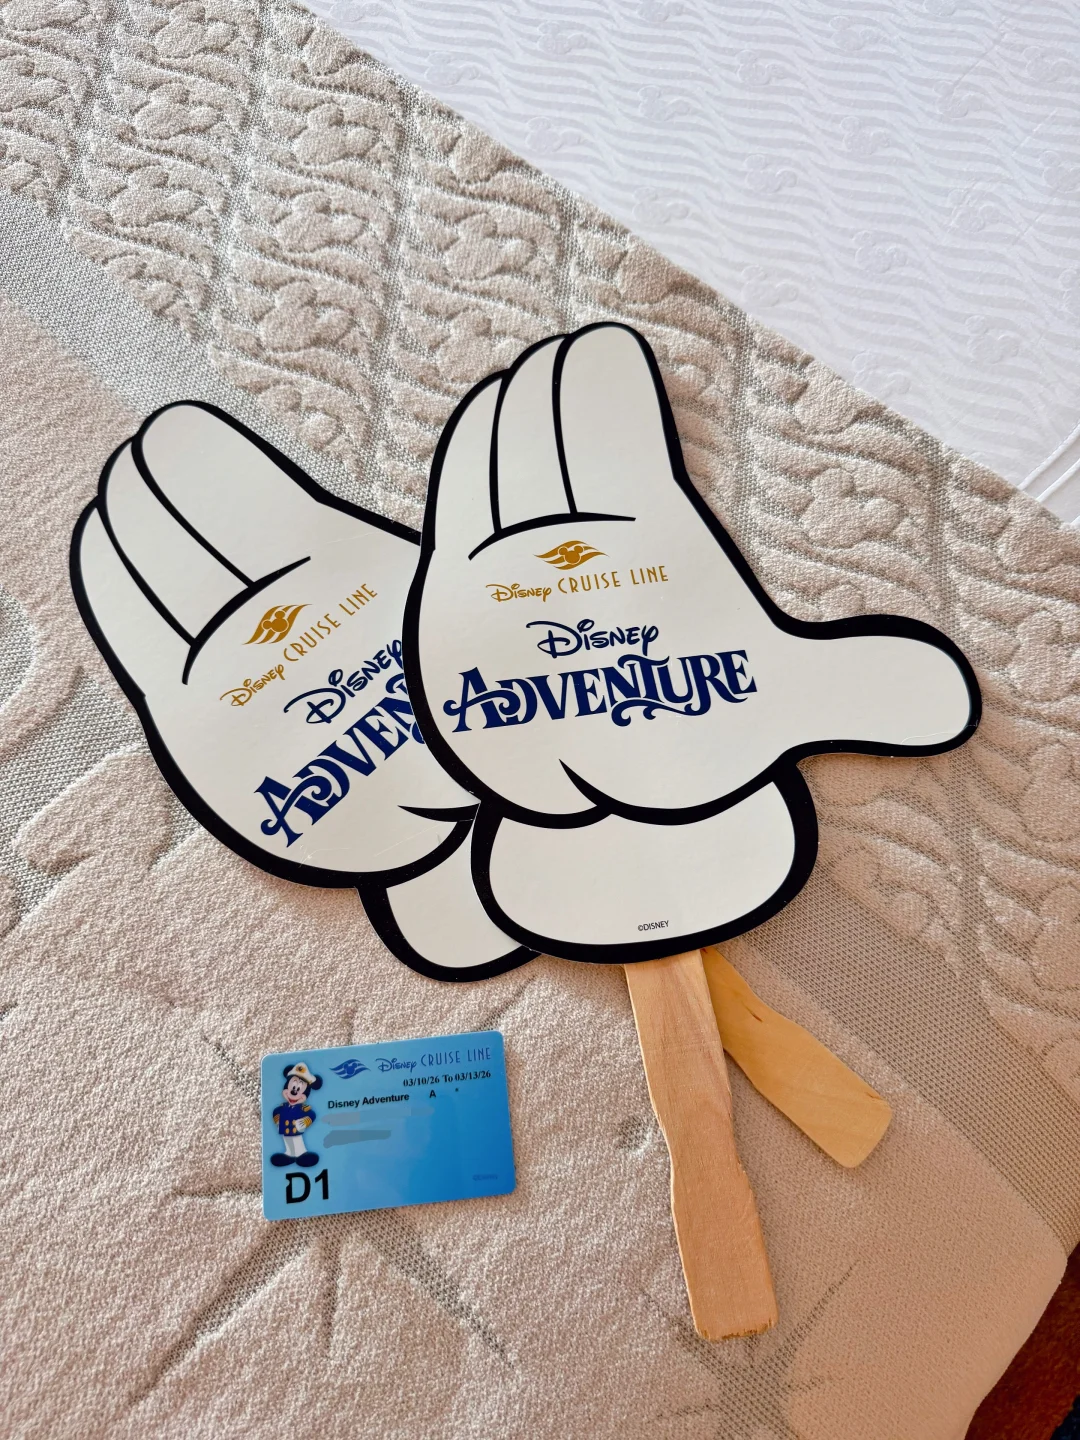 Disney CRUISE LINE
Disney
ADVEN
Disney CRUISE LINE
Disney
ADVENTURE
©DISNEY
Disney CRUISE LINE
03/10/26 To 03/13/26
Disney Adventure A *
D1